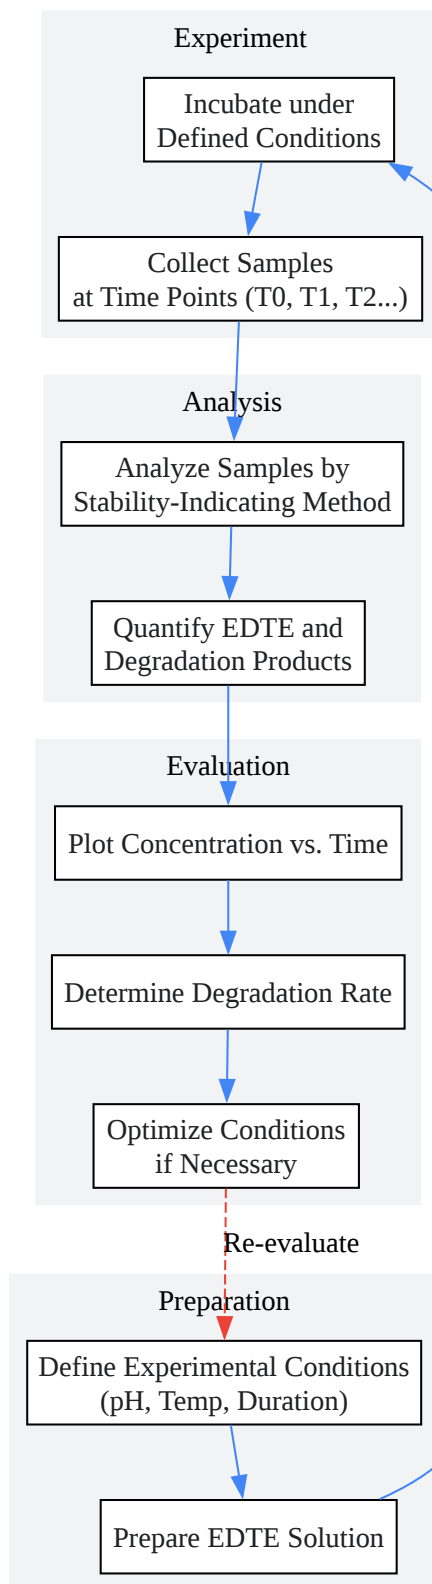 Experiment
Incubate under
Defined Conditions
Collect Samples
at Time Points (T0, T1, T2...)
Analysis
Analyze Samples by
Stability-Indicating Method
Quantify EDTE and
Degradation Products
Evaluation
Plot Concentration vs. Time
Determine Degradation Rate
Optimize Conditions
if Necessary
Re-evaluate
Preparation
Define Experimental Conditions
(pH, Temp, Duration)
Prepare EDTE Solution